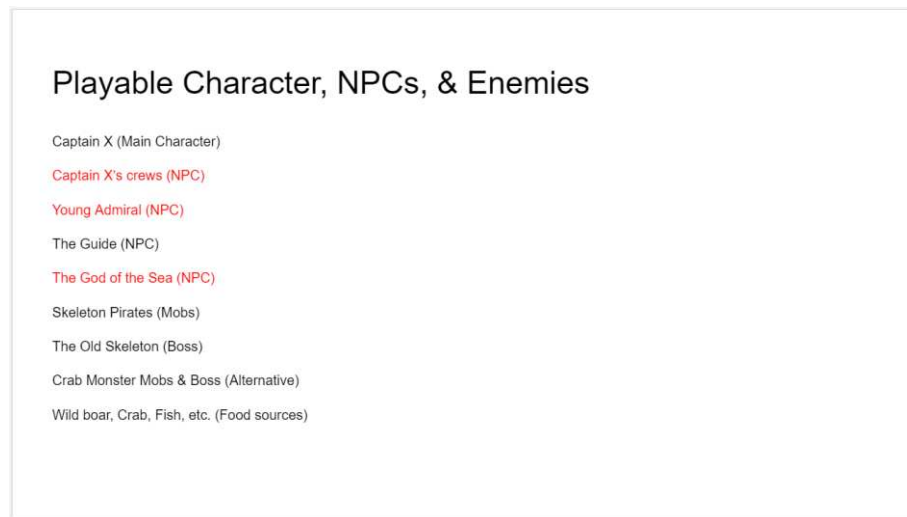 Playable Character, NPCs, & Enemies
Captain X (Main Character)
Captain X's crews (NPC)
Young Admiral (NPC)
The Guide (NPC)
The God of the Sea (NPC)
Skeleton Pirates (Mobs)
The Old Skeleton (Boss)
Crab Monster Mobs & Boss (Alternative)
Wild boar, Crab, Fish, etc. (Food sources)